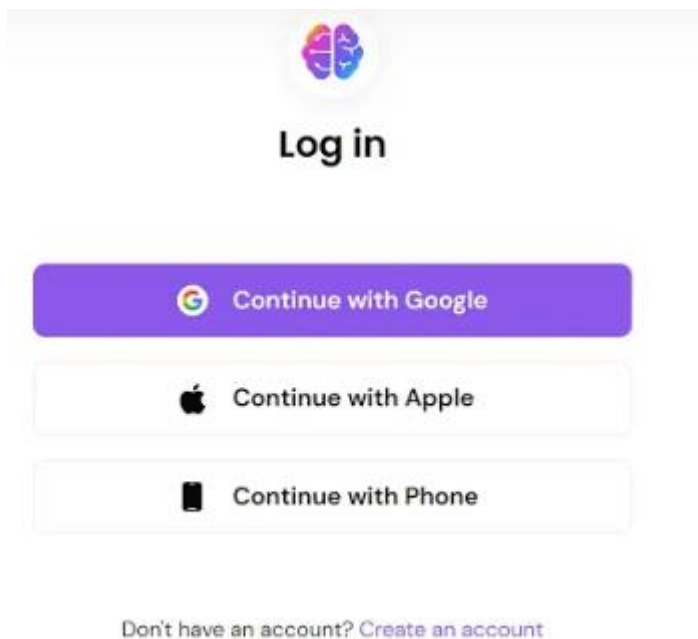 Log in
Continue with Google
Continue with Apple
Continue with Phone
Don't have an account? Create an account